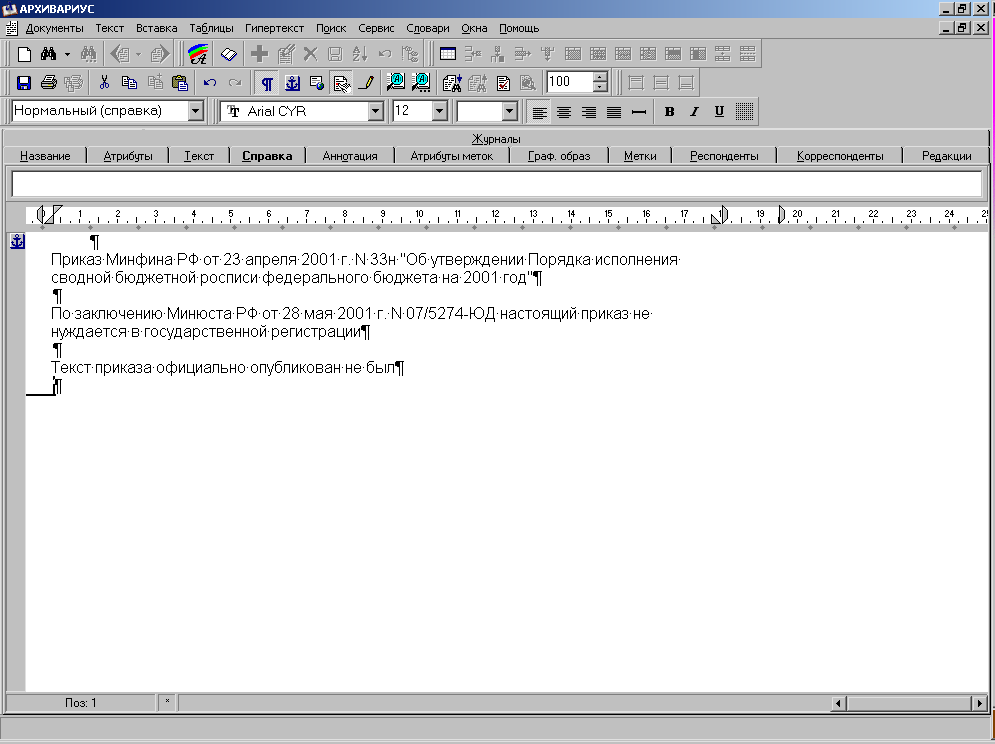 АРХИВАРИУС
Документы Текст Вставка Таблицы Гипертекст Поиск Сервис Словари Окна Помощь
100
Нормальный (справка) Arial CYR 12 B I U
Журналы
Название Атрибуты Текст Справка Аннотация Атрибуты меток Граф. образ Метки Респонденты Корреспонденты Редакции
1 2 3 4 5 6 7 8 9 10 11 12 13 14 15 16 17 18 19 20 21 22 23 24 25
¶
Приказ·Минфина·РФ·от·23·апреля·2001·г.·N·33н·"Об·утверждении·Порядка·исполнения·
сводной·бюджетной·росписи·федерального·бюджета·на·2001·год"¶
¶
По·заключению·Минюста·РФ·от·28·мая·2001·г.·N·07/5274-ЮД·настоящий·приказ·не·
нуждается·в·государственной·регистрации¶
¶
Текст·приказа·официально·опубликован·не·был¶
¶
Поз: 1 *